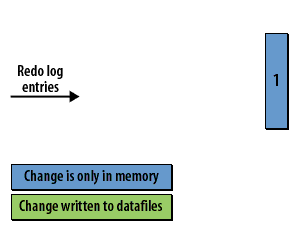 Redo log
entries
1
Change is only in memory
Change written to datafiles